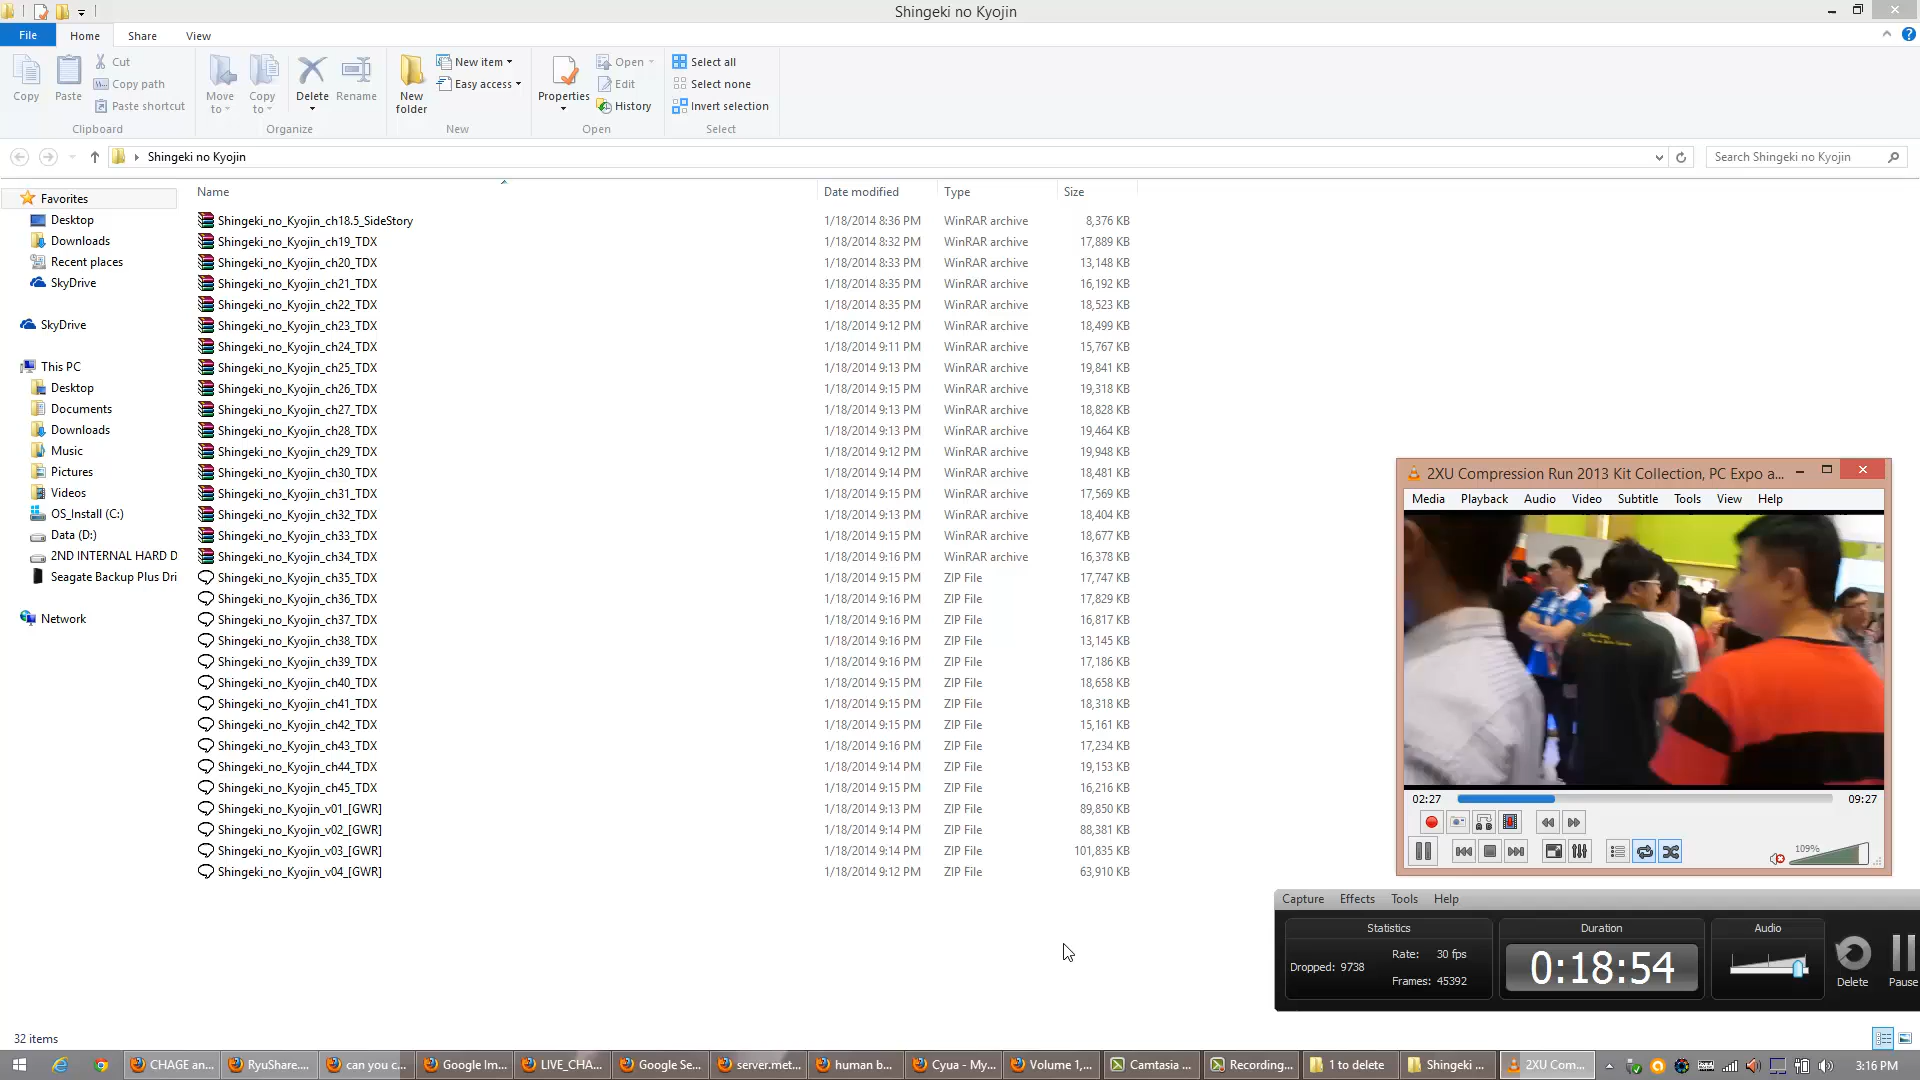 Shingeki no Kyojin
File Home Share View
Copy
Paste
Cut
Copy path
Paste shortcut
Clipboard
Move to
Copy to
Delete
Rename
Organize
New folder
New item
Easy access
New
Properties
Open
Edit
History
Open
Select all
Select none
Invert selection
Select
Shingeki no Kyojin
Search Shingeki no Kyojin
Favorites
Desktop
Downloads
Recent places
SkyDrive
SkyDrive
This PC
Desktop
Documents
Downloads
Music
Pictures
Videos
OS_Install (C:)
Data (D:)
2ND INTERNAL HARD D
Seagate Backup Plus Dri
Network
Name Date modified Type Size
Shingeki_no_Kyojin_ch18.5_SideStory 1/18/2014 8:36 PM WinRAR archive 8,376 KB
Shingeki_no_Kyojin_ch19_TDX 1/18/2014 8:32 PM WinRAR archive 17,889 KB
Shingeki_no_Kyojin_ch20_TDX 1/18/2014 8:33 PM WinRAR archive 13,148 KB
Shingeki_no_Kyojin_ch21_TDX 1/18/2014 8:35 PM WinRAR archive 16,192 KB
Shingeki_no_Kyojin_ch22_TDX 1/18/2014 8:35 PM WinRAR archive 18,523 KB
Shingeki_no_Kyojin_ch23_TDX 1/18/2014 9:12 PM WinRAR archive 18,499 KB
Shingeki_no_Kyojin_ch24_TDX 1/18/2014 9:11 PM WinRAR archive 15,767 KB
Shingeki_no_Kyojin_ch25_TDX 1/18/2014 9:13 PM WinRAR archive 19,841 KB
Shingeki_no_Kyojin_ch26_TDX 1/18/2014 9:15 PM WinRAR archive 19,318 KB
Shingeki_no_Kyojin_ch27_TDX 1/18/2014 9:13 PM WinRAR archive 18,828 KB
Shingeki_no_Kyojin_ch28_TDX 1/18/2014 9:13 PM WinRAR archive 19,464 KB
Shingeki_no_Kyojin_ch29_TDX 1/18/2014 9:12 PM WinRAR archive 19,948 KB
Shingeki_no_Kyojin_ch30_TDX 1/18/2014 9:14 PM WinRAR archive 18,481 KB
Shingeki_no_Kyojin_ch31_TDX 1/18/2014 9:15 PM WinRAR archive 17,569 KB
Shingeki_no_Kyojin_ch32_TDX 1/18/2014 9:13 PM WinRAR archive 18,404 KB
Shingeki_no_Kyojin_ch33_TDX 1/18/2014 9:15 PM WinRAR archive 18,677 KB
Shingeki_no_Kyojin_ch34_TDX 1/18/2014 9:16 PM WinRAR archive 16,378 KB
Shingeki_no_Kyojin_ch35_TDX 1/18/2014 9:15 PM ZIP File 17,747 KB
Shingeki_no_Kyojin_ch36_TDX 1/18/2014 9:16 PM ZIP File 17,829 KB
Shingeki_no_Kyojin_ch37_TDX 1/18/2014 9:16 PM ZIP File 16,817 KB
Shingeki_no_Kyojin_ch38_TDX 1/18/2014 9:16 PM ZIP File 13,145 KB
Shingeki_no_Kyojin_ch39_TDX 1/18/2014 9:16 PM ZIP File 17,186 KB
Shingeki_no_Kyojin_ch40_TDX 1/18/2014 9:15 PM ZIP File 18,658 KB
Shingeki_no_Kyojin_ch41_TDX 1/18/2014 9:15 PM ZIP File 18,318 KB
Shingeki_no_Kyojin_ch42_TDX 1/18/2014 9:15 PM ZIP File 15,161 KB
Shingeki_no_Kyojin_ch43_TDX 1/18/2014 9:16 PM ZIP File 17,234 KB
Shingeki_no_Kyojin_ch44_TDX 1/18/2014 9:14 PM ZIP File 19,153 KB
Shingeki_no_Kyojin_ch45_TDX 1/18/2014 9:15 PM ZIP File 16,216 KB
Shingeki_no_Kyojin_v01_[GWR] 1/18/2014 9:13 PM ZIP File 89,850 KB
Shingeki_no_Kyojin_v02_[GWR] 1/18/2014 9:14 PM ZIP File 88,381 KB
Shingeki_no_Kyojin_v03_[GWR] 1/18/2014 9:14 PM ZIP File 101,835 KB
Shingeki_no_Kyojin_v04_[GWR] 1/18/2014 9:12 PM ZIP File 63,910 KB
2XU Compression Run 2013 Kit Collection, PC Expo a...
Media Playback Audio Video Subtitle Tools View Help
02:27 09:27
109%
Capture Effects Tools Help
Statistics
Dropped: 9738
Rate: 30 fps
Frames: 45392
Duration
0:18:54
Audio
Delete
Pause
32 items
CHAGE an... RyuShare.... can you c... Google Im... LIVE_CHA... Google Se... server.met... human b... Cyua - My... Volume 1,... Camtasia ... Recording... 1 to delete Shingeki ... 2XU Com... 3:16 PM